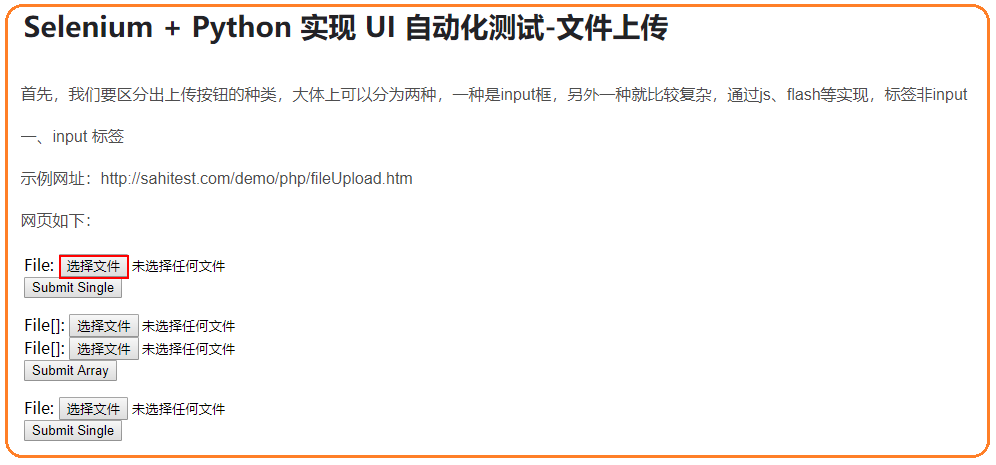 Selenium + Python 实现 UI 自动化测试-文件上传
首先，我们要区分出上传按钮的种类，大体上可以分为两种，一种是input框，另外一种就比较复杂，通过js、flash等实现，标签非input
一、input 标签
示例网址：http://sahitest.com/demo/php/fileUpload.htm
网页如下：
File: 选择文件 未选择任何文件
Submit Single
File[]: 选择文件 未选择任何文件
File[]: 选择文件 未选择任何文件
Submit Array
File: 选择文件 未选择任何文件
Submit Single